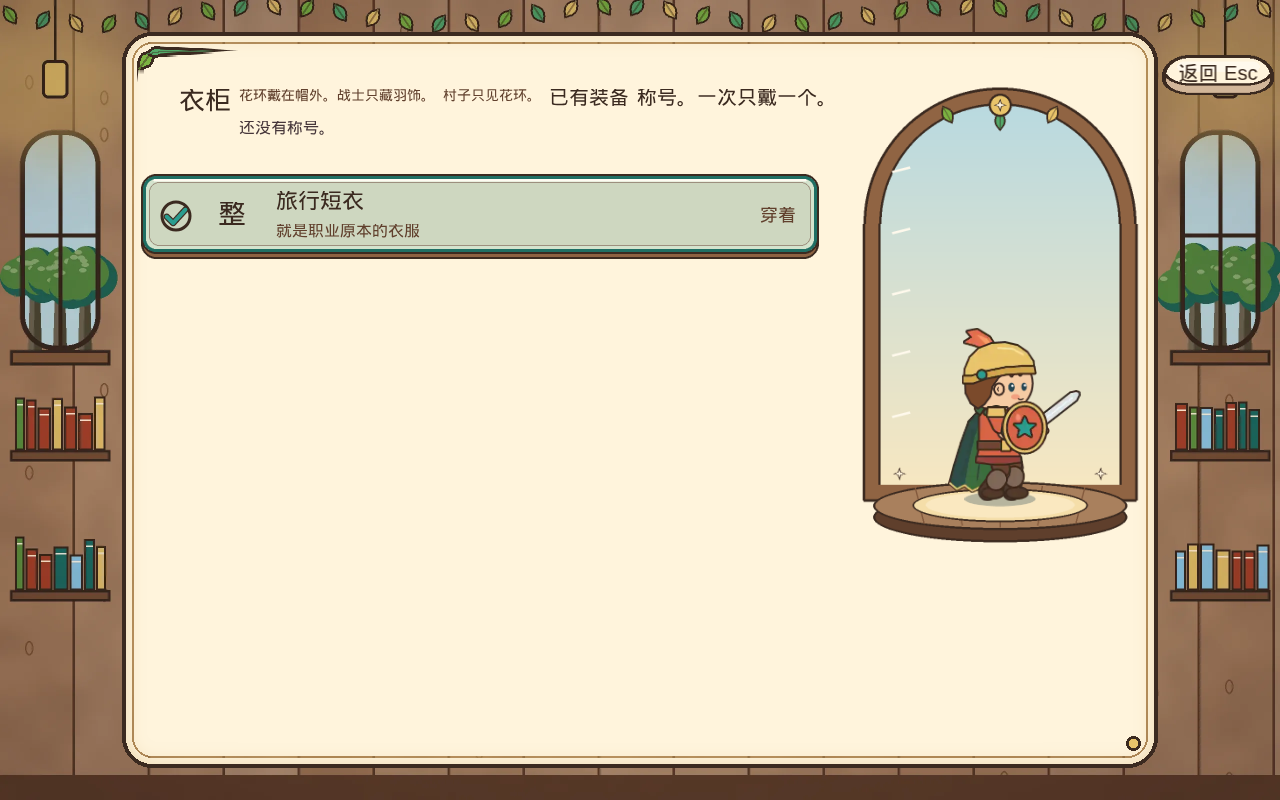 返回 Esc
衣柜 花环戴在帽外。战士只藏羽饰。 村子只见花环。 已有装备 称号。一次只戴一个。
还没有称号。
整 旅行短衣 穿着
就是职业原本的衣服